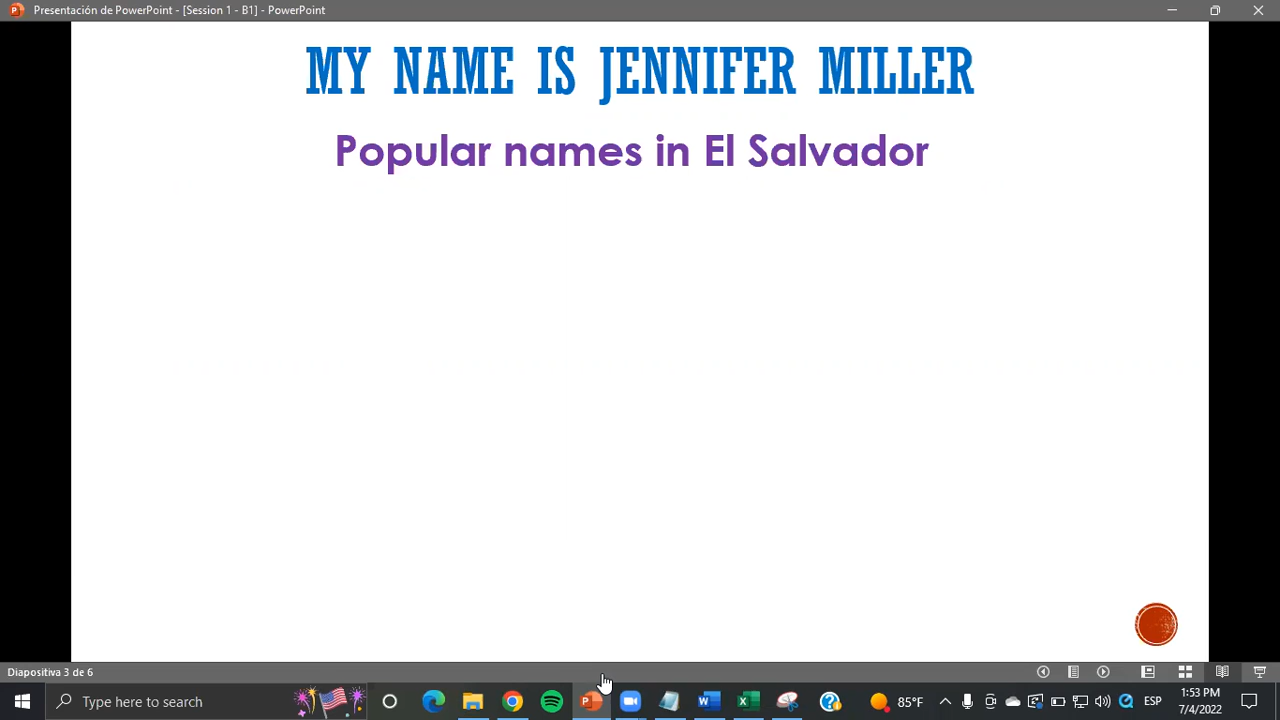 Presentación de PowerPoint - [Session 1 - B1] - PowerPoint
MY NAME IS JENNIFER MILLER
Popular names in El Salvador
Diapositiva 3 de 6
Type here to search
85°F
ESP
1:53 PM
7/4/2022